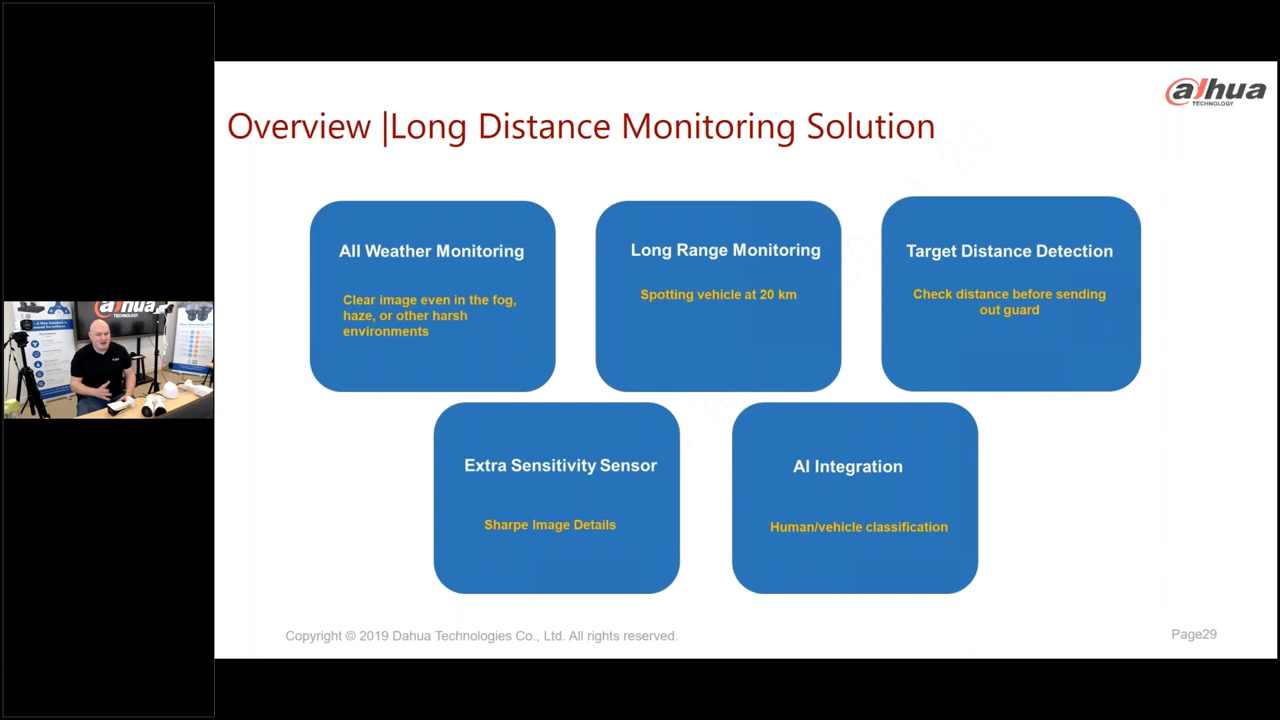 alhua
TECHNOLOGY
Overview |Long Distance Monitoring Solution
All Weather Monitoring
Clear image even in the fog,
haze, or other harsh
environments
Long Range Monitoring
Spotting vehicle at 20 km
Target Distance Detection
Check distance before sending
out guard
Extra Sensitivity Sensor
Sharpe Image Details
AI Integration
Human/vehicle classification
Copyright © 2019 Dahua Technologies Co., Ltd. All rights reserved.
Page29
alhua
TECHNOLOGY